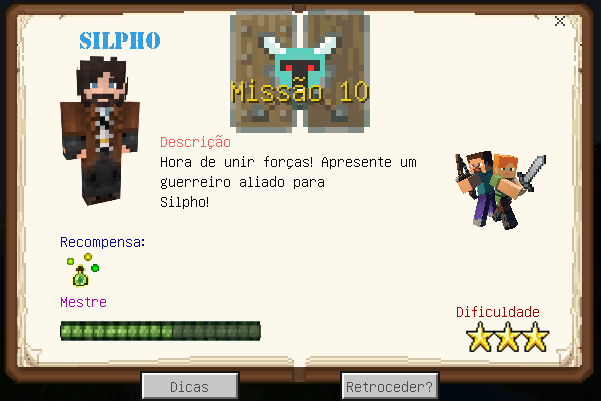 SILPHO
Missão 10
Descrição
Hora de unir forças! Apresente um
guerreiro aliado para
Silpho!
Recompensa:
Mestre
Dificuldade
Dicas
Retroceder?